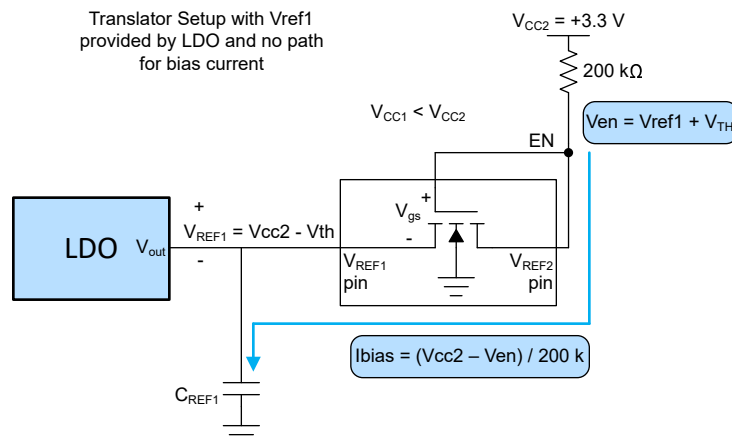 Translator Setup with Vref1
provided by LDO and no path
for bias current
VCC2 = +3.3 V
200 kΩ
VCC1 < VCC2
Ven = Vref1 + VTH
EN
LDO
Vout
+
VREF1 = Vcc2 - Vth
-
+
Vgs
-
VREF1
pin
VREF2
pin
Ibias = (Vcc2 – Ven) / 200 k
CREF1